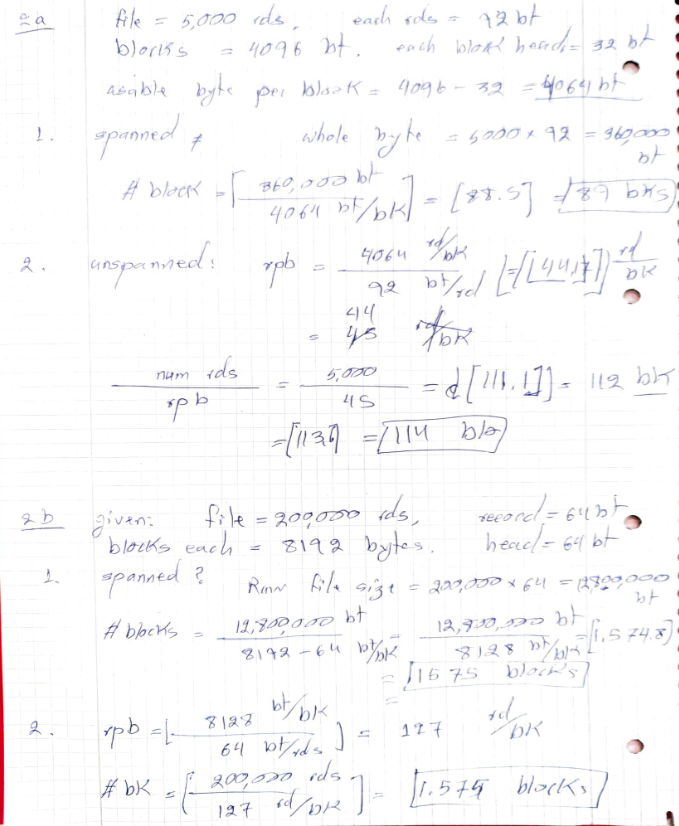 2a file = 5,000 rds, each rds = 92 bt
blocks = 4096 bt. each block head = 32 bt
usable byte per block = 4096 - 32 = 4064 bt
1. spanned whole byte = 5000 * 92 = 360,000 bt
# block = ⌈360,000 bt / 4064 bt/bk⌉ = ⌈88.5⌉ = 89 bks
2. unspanned: rpb = 4064 rd/bk / 92 bt/rd = [44.17] rd/bk
44
= 45 rd/bk
num rds / rpb = 5,000 / 45 = [111.1] = 112 bk
= [113.6] = 114 blk
2b given: file = 200,000 rds, record = 64 bt
blocks each = 8192 bytes. head = 64 bt
1. spanned? file size = 200,000 * 64 = 12,800,000 bt
# blocks = 12,800,000 bt / 8192 - 64 bt/bk = 12,800,000 bt / 8128 bt/blk = [1,574.8]
= 1575 blocks
2. rpb = ⌊8128 bt/bk / 64 bt/rds⌋ = 127 rd/bk
# bk = ⌈200,000 rds / 127 rd/bk⌉ = 1.575 blocks